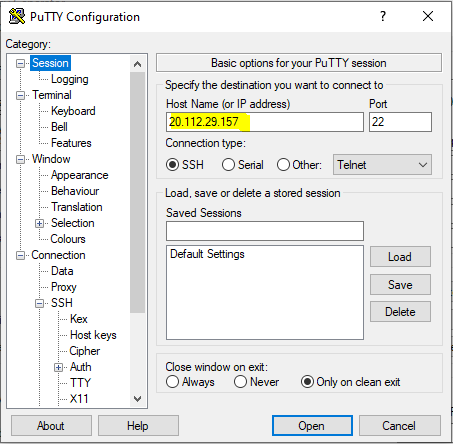 PuTTY Configuration
?
Category:
Session
Logging
Terminal
Keyboard
Bell
Features
Window
Appearance
Behaviour
Translation
Selection
Colours
Connection
Data
Proxy
SSH
Kex
Host keys
Cipher
Auth
TTY
X11
Basic options for your PuTTY session
Specify the destination you want to connect to
Host Name (or IP address) Port
20.112.29.157 22
Connection type:
SSH Serial Other: Telnet
Load, save or delete a stored session
Saved Sessions
Default Settings
Load
Save
Delete
Close window on exit:
Always Never Only on clean exit
About Help Open Cancel